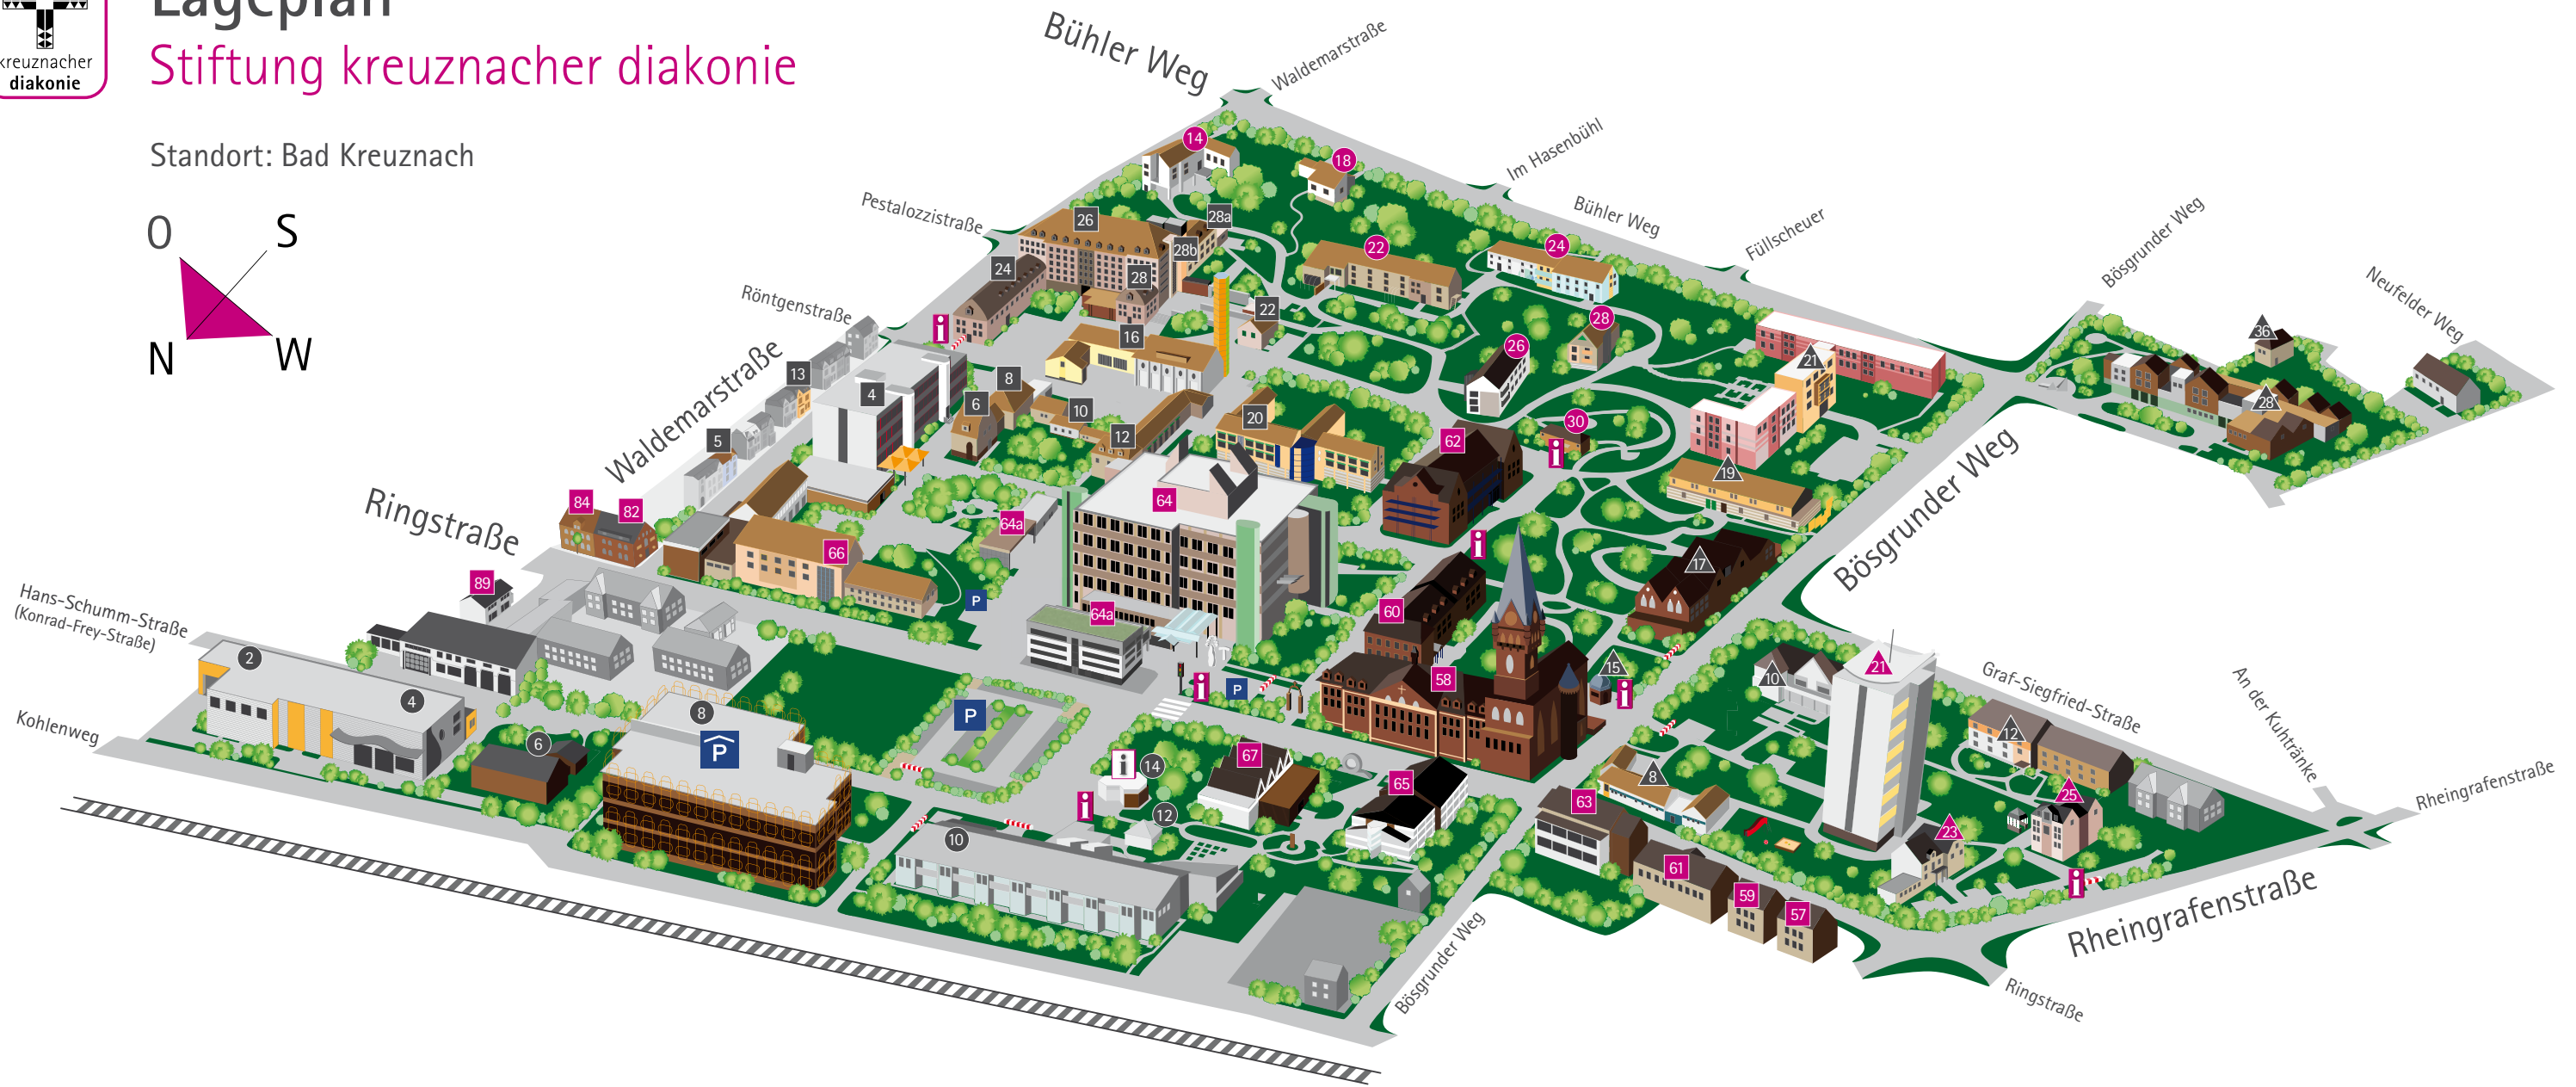 Lageplan
Stiftung kreuznacher diakonie
kreuznacher
diakonie
Standort: Bad Kreuznach
O
S
N
W
Bühler Weg
Waldemarstraße
Im Hasenbühl
Bühler Weg
Füllscheuer
Bösgrunder Weg
Neufelder Weg
Pestalozzistraße
Röntgenstraße
Waldemarstraße
Ringstraße
Hans-Schumm-Straße
(Konrad-Frey-Straße)
Kohlenweg
Bösgrunder Weg
Graf-Siegfried-Straße
An der Kuhtränke
Rheingrafenstraße
Rheingrafenstraße
Ringstraße
Bösgrunder Weg
14
18
26
28a
28b
22
24
24
28
22
28
16
26
21
36
28
13
4
8
6
10
12
20
30
62
5
19
84
82
64
64a
66
17
89
P
60
64a
15
2
4
i
P
58
10
21
8
P
P
6
i
14
67
65
8
12
25
i
12
10
63
23
61
59
57
i
i
i
i
i